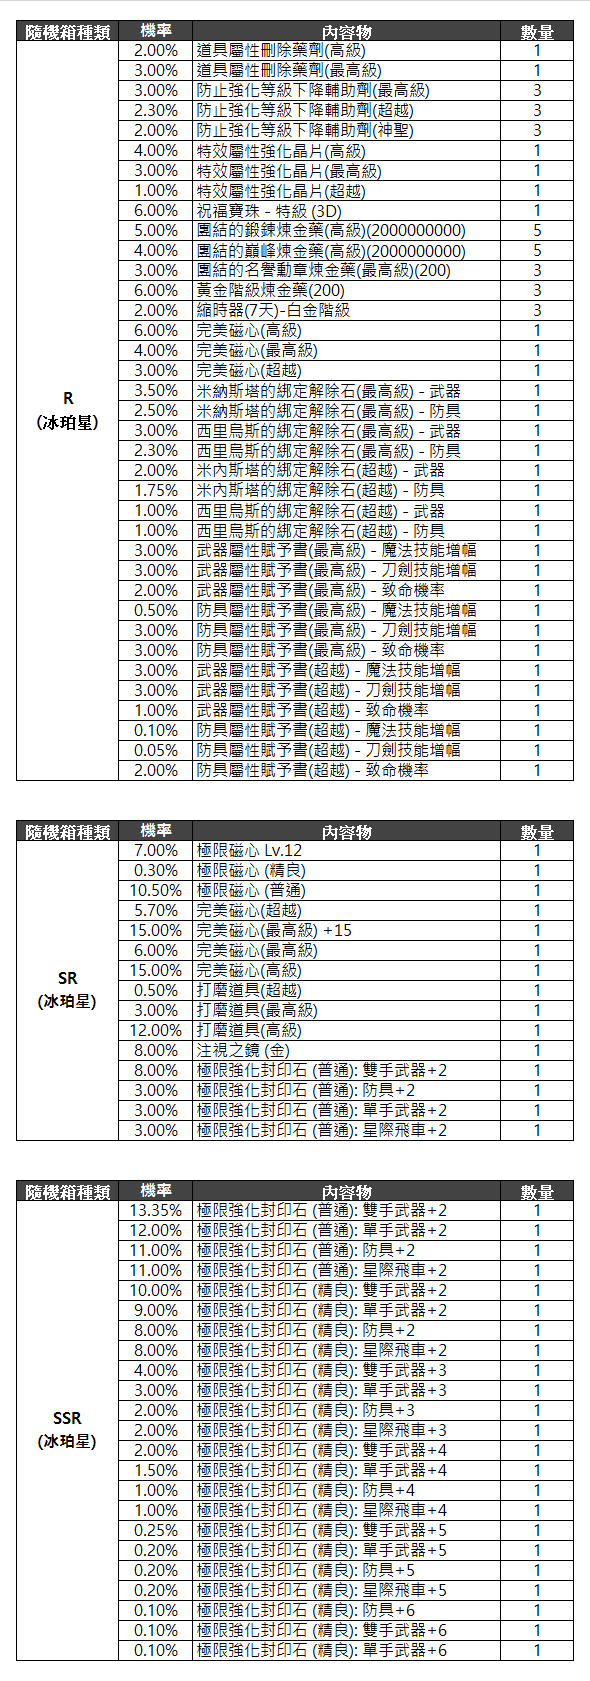 隨機箱種類 機率 內容物 數量
2.00% 道具屬性刪除藥劑(高級) 1
3.00% 道具屬性刪除藥劑(最高級) 1
3.00% 防止強化等級下降輔助劑(最高級) 3
2.30% 防止強化等級下降輔助劑(超越) 3
2.00% 防止強化等級下降輔助劑(神聖) 3
4.00% 特效屬性強化晶片(高級) 1
3.00% 特效屬性強化晶片(最高級) 1
1.00% 特效屬性強化晶片(超越) 1
6.00% 祝福寶珠 - 特級 (3D) 1
5.00% 團結的鍛鍊煉金藥(高級)(2000000000) 5
4.00% 團結的巔峰煉金藥(高級)(2000000000) 5
3.00% 團結的名譽勳章煉金藥(最高級)(200) 3
6.00% 黃金階級煉金藥(200) 3
2.00% 縮時器(7天)-白金階級 3
6.00% 完美磁心(高級) 1
4.00% 完美磁心(最高級) 1
3.00% 完美磁心(超越) 1
R
(冰珀星)
3.50% 米納斯塔的綁定解除石(最高級) - 武器 1
2.50% 米納斯塔的綁定解除石(最高級) - 防具 1
3.00% 西里烏斯的綁定解除石(最高級) - 武器 1
2.30% 西里烏斯的綁定解除石(最高級) - 防具 1
2.00% 米內斯塔的綁定解除石(超越) - 武器 1
1.75% 米內斯塔的綁定解除石(超越) - 防具 1
1.00% 西里烏斯的綁定解除石(超越) - 武器 1
1.00% 西里烏斯的綁定解除石(超越) - 防具 1
3.00% 武器屬性賦予書(最高級) - 魔法技能增幅 1
3.00% 武器屬性賦予書(最高級) - 刀劍技能增幅 1
2.00% 武器屬性賦予書(最高級) - 致命機率 1
0.50% 防具屬性賦予書(最高級) - 魔法技能增幅 1
3.00% 防具屬性賦予書(最高級) - 刀劍技能增幅 1
3.00% 防具屬性賦予書(最高級) - 致命機率 1
3.00% 武器屬性賦予書(超越) - 魔法技能增幅 1
3.00% 武器屬性賦予書(超越) - 刀劍技能增幅 1
1.00% 武器屬性賦予書(超越) - 致命機率 1
0.10% 防具屬性賦予書(超越) - 魔法技能增幅 1
0.05% 防具屬性賦予書(超越) - 刀劍技能增幅 1
2.00% 防具屬性賦予書(超越) - 致命機率 1
隨機箱種類 機率 內容物 數量
7.00% 極限磁心 Lv.12 1
0.30% 極限磁心 (精良) 1
10.50% 極限磁心 (普通) 1
5.70% 完美磁心(超越) 1
15.00% 完美磁心(最高級) +15 1
6.00% 完美磁心(最高級) 1
15.00% 完美磁心(高級) 1
SR
(冰珀星)
0.50% 打磨道具(超越) 1
3.00% 打磨道具(最高級) 1
12.00% 打磨道具(高級) 1
8.00% 注視之鏡 (金) 1
8.00% 極限強化封印石 (普通): 雙手武器+2 1
3.00% 極限強化封印石 (普通): 防具+2 1
3.00% 極限強化封印石 (普通): 單手武器+2 1
3.00% 極限強化封印石 (普通): 星際飛車+2 1
隨機箱種類 機率 內容物 數量
13.35% 極限強化封印石 (普通): 雙手武器+2 1
12.00% 極限強化封印石 (普通): 單手武器+2 1
11.00% 極限強化封印石 (普通): 防具+2 1
11.00% 極限強化封印石 (普通): 星際飛車+2 1
10.00% 極限強化封印石 (精良): 雙手武器+2 1
9.00% 極限強化封印石 (精良): 單手武器+2 1
8.00% 極限強化封印石 (精良): 防具+2 1
8.00% 極限強化封印石 (精良): 星際飛車+2 1
4.00% 極限強化封印石 (精良): 雙手武器+3 1
3.00% 極限強化封印石 (精良): 單手武器+3 1
2.00% 極限強化封印石 (精良): 防具+3 1
SSR
(冰珀星)
2.00% 極限強化封印石 (精良): 星際飛車+3 1
2.00% 極限強化封印石 (精良): 雙手武器+4 1
1.50% 極限強化封印石 (精良): 單手武器+4 1
1.00% 極限強化封印石 (精良): 防具+4 1
1.00% 極限強化封印石 (精良): 星際飛車+4 1
0.25% 極限強化封印石 (精良): 雙手武器+5 1
0.20% 極限強化封印石 (精良): 單手武器+5 1
0.20% 極限強化封印石 (精良): 防具+5 1
0.20% 極限強化封印石 (精良): 星際飛車+5 1
0.10% 極限強化封印石 (精良): 防具+6 1
0.10% 極限強化封印石 (精良): 雙手武器+6 1
0.10% 極限強化封印石 (精良): 單手武器+6 1